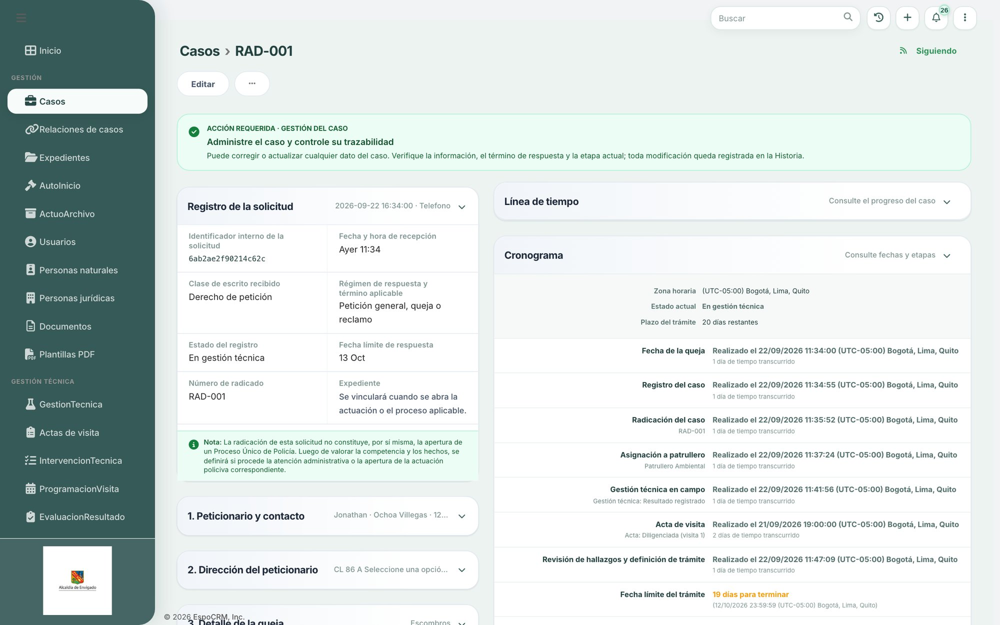 Buscar
26
Inicio
GESTIÓN
Casos
Relaciones de casos
Expedientes
AutoInicio
ActuoArchivo
Usuarios
Personas naturales
Personas jurídicas
Documentos
Plantillas PDF
GESTIÓN TÉCNICA
GestionTecnica
Actas de visita
IntervencionTecnica
ProgramacionVisita
EvaluacionResultado
Alcaldía de Envigado
Casos › RAD-001
Siguiendo
Editar
ACCIÓN REQUERIDA · GESTIÓN DEL CASO
Administre el caso y controle su trazabilidad
Puede corregir o actualizar cualquier dato del caso. Verifique la información, el término de respuesta y la etapa actual; toda modificación queda registrada en la Historia.
Registro de la solicitud
2026-09-22 16:34:00 · Telefono
Identificador interno de la
solicitud
6ab2ae2f90214c62c
Fecha y hora de recepción
Ayer 11:34
Clase de escrito recibido
Derecho de petición
Régimen de respuesta y
término aplicable
Petición general, queja o
reclamo
Estado del registro
En gestión técnica
Fecha límite de respuesta
13 Oct
Número de radicado
RAD-001
Expediente
Se vinculará cuando se abra la
actuación o el proceso aplicable.
Nota: La radicación de esta solicitud no constituye, por sí misma, la apertura de
un Proceso Único de Policía. Luego de valorar la competencia y los hechos, se
definirá si procede la atención administrativa o la apertura de la actuación
policiva correspondiente.
1. Peticionario y contacto
Jonathan · Ochoa Villegas · 12...
2. Dirección del peticionario
CL 86 A Seleccione una opció...
3. Detalle de la queja
Escombros
© 2026 EspoCRM, Inc.
Línea de tiempo
Consulte el progreso del caso
Cronograma
Consulte fechas y etapas
Zona horaria (UTC-05:00) Bogotá, Lima, Quito
Estado actual En gestión técnica
Plazo del trámite 20 días restantes
Fecha de la queja Realizado el 22/09/2026 11:34:00 (UTC-05:00) Bogotá, Lima, Quito
1 día de tiempo transcurrido
Registro del caso Realizado el 22/09/2026 11:34:55 (UTC-05:00) Bogotá, Lima, Quito
1 día de tiempo transcurrido
Radicación del caso Realizado el 22/09/2026 11:35:52 (UTC-05:00) Bogotá, Lima, Quito
RAD-001 1 día de tiempo transcurrido
Asignación a patrullero Realizado el 22/09/2026 11:37:24 (UTC-05:00) Bogotá, Lima, Quito
Patrullero Ambiental 1 día de tiempo transcurrido
Gestión técnica en campo Realizado el 22/09/2026 11:41:56 (UTC-05:00) Bogotá, Lima, Quito
Gestión técnica: Resultado registrado 1 día de tiempo transcurrido
Acta de visita Realizado el 21/09/2026 19:00:00 (UTC-05:00) Bogotá, Lima, Quito
Acta: Diligenciada (visita 1) 2 días de tiempo transcurrido
Revisión de hallazgos y definición de trámite Realizado el 22/09/2026 11:47:09 (UTC-05:00) Bogotá, Lima, Quito
1 día de tiempo transcurrido
Fecha límite del trámite 19 días para terminar
(12/10/2026 23:59:59 (UTC-05:00) Bogotá, Lima, Quito)